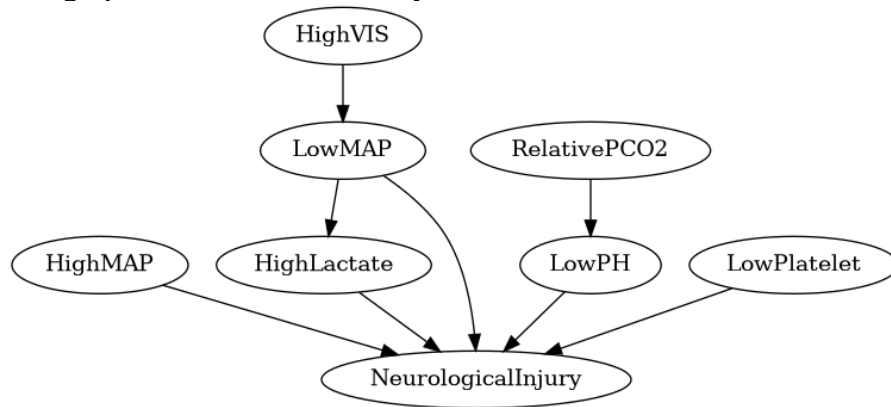 HighVIS
LowMAP
RelativePCO2
HighMAP
HighLactate
LowPH
LowPlatelet
NeurologicalInjury